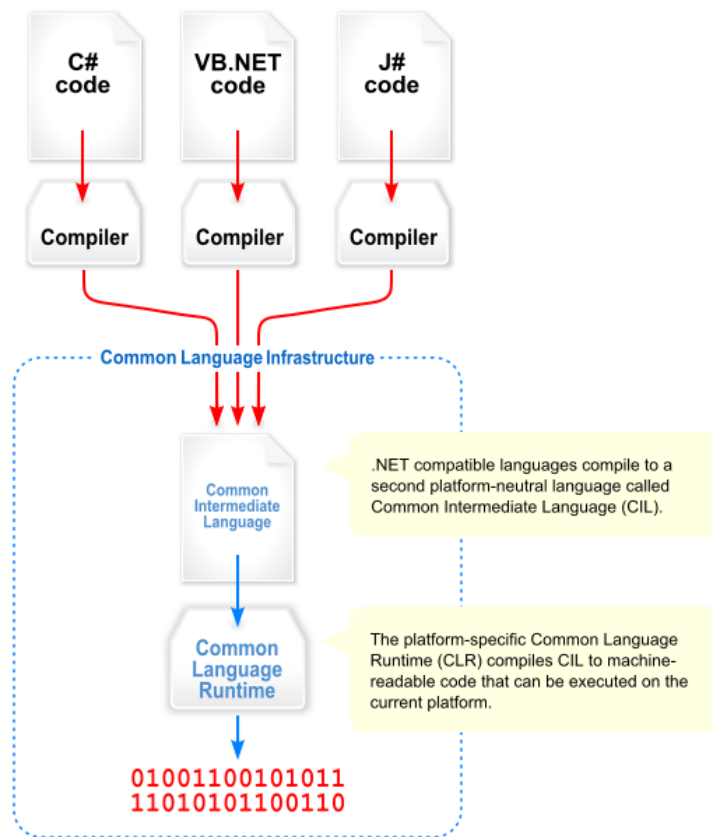 C#
code
VB.NET
code
J#
code
Compiler
Compiler
Compiler
Common Language Infrastructure
Common
Intermediate
Language
.NET compatible languages compile to a
second platform-neutral language called
Common Intermediate Language (CIL).
Common
Language
Runtime
The platform-specific Common Language
Runtime (CLR) compiles CIL to machine-
readable code that can be executed on the
current platform.
01001100101011
11010101100110